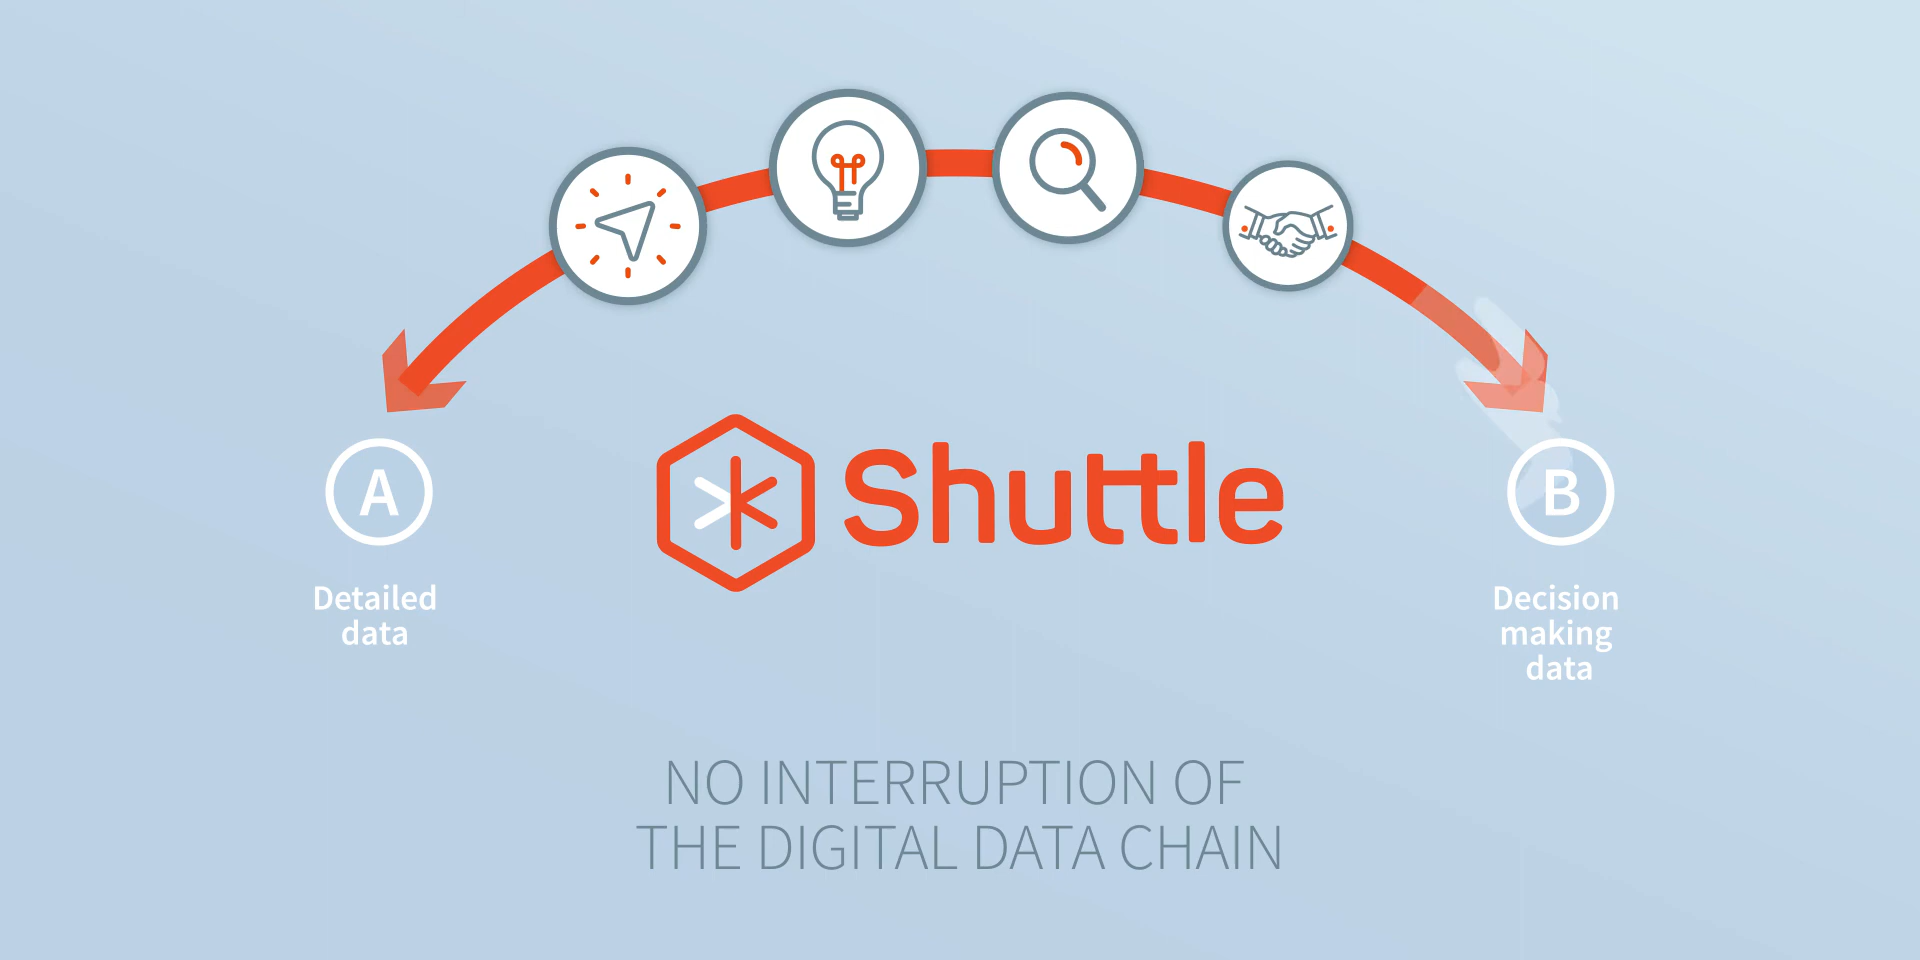 Shuttle
A
B
Detailed
data
Decision
making
data
NO INTERRUPTION OF
THE DIGITAL DATA CHAIN